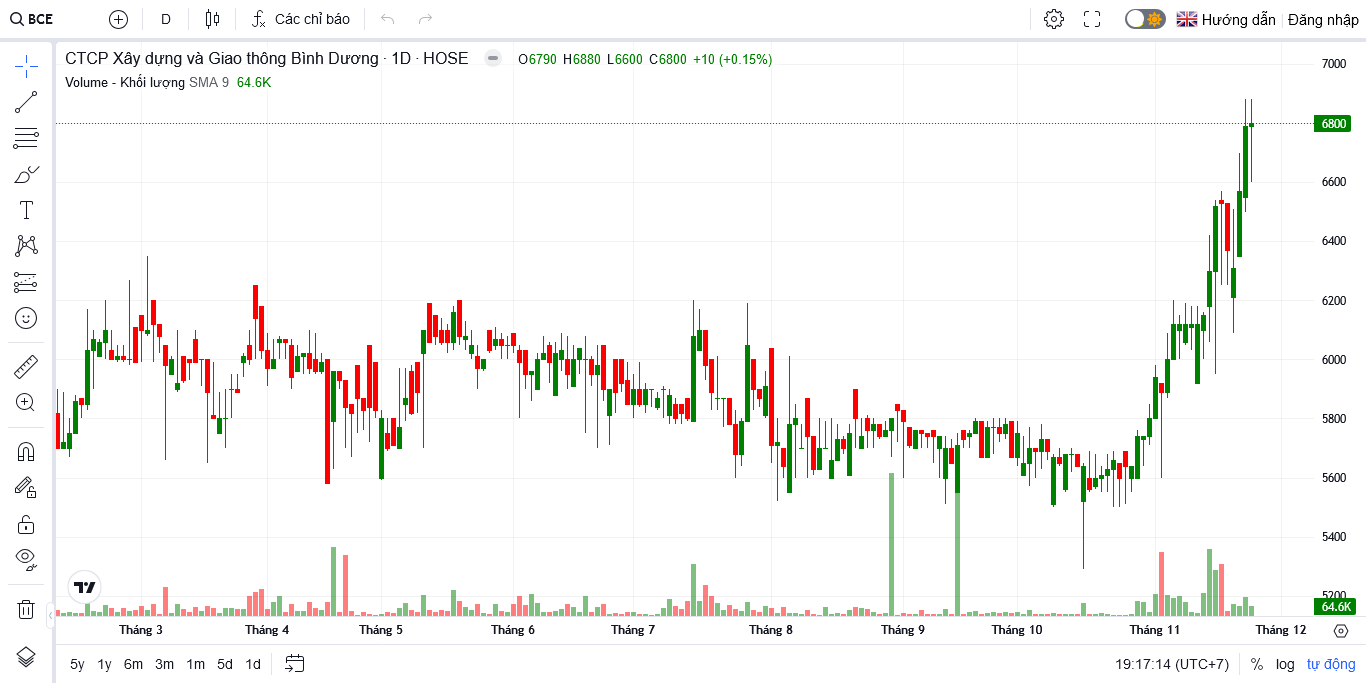 BCE D Các chỉ báo Hướng dẫn Đăng nhập
CTCP Xây dựng và Giao thông Bình Dương · 1D · HOSE O6790 H6880 L6600 C6800 +10 (+0.15%)
Volume - Khối lượng SMA 9 64.6K
7000
6800
6600
6400
6200
6000
5800
5600
5400
5200
64.6K
Tháng 3 Tháng 4 Tháng 5 Tháng 6 Tháng 7 Tháng 8 Tháng 9 Tháng 10 Tháng 11 Tháng 12
5y 1y 6m 3m 1m 5d 1d 19:17:14 (UTC+7) % log tự động